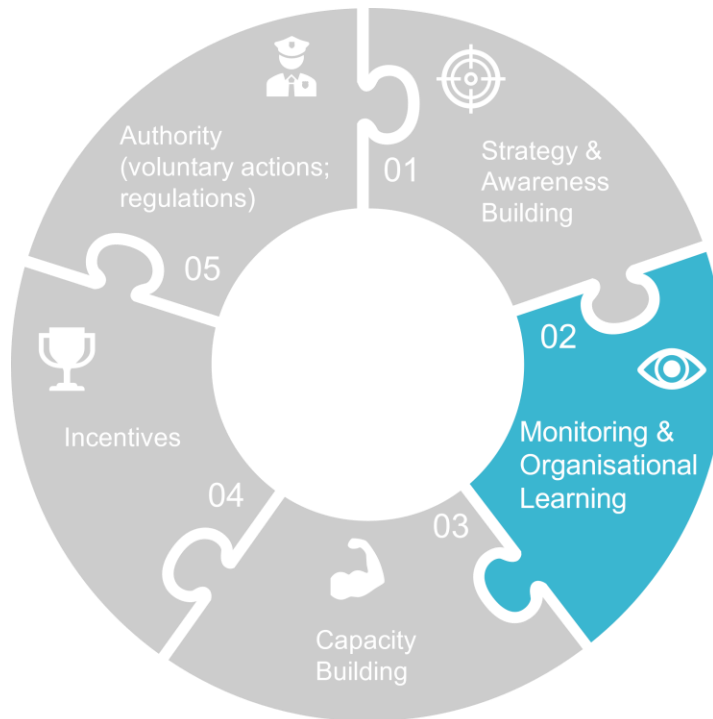 01
Strategy &
Awareness
Building
02
Monitoring &
Organisational
Learning
03
Capacity
Building
04
Incentives
05
Authority
(voluntary actions;
regulations)